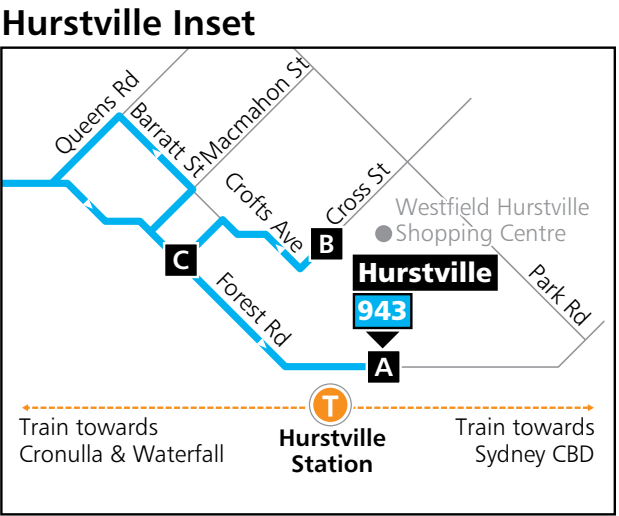 Hurstville Inset
Queens Rd
Barratt St
Macmahon St
Crofts Ave
Cross St
B
Westfield Hurstville
Shopping Centre
C
Hurstville
943
Park Rd
Forest Rd
A
T
Train towards
Cronulla & Waterfall
Hurstville
Station
Train towards
Sydney CBD